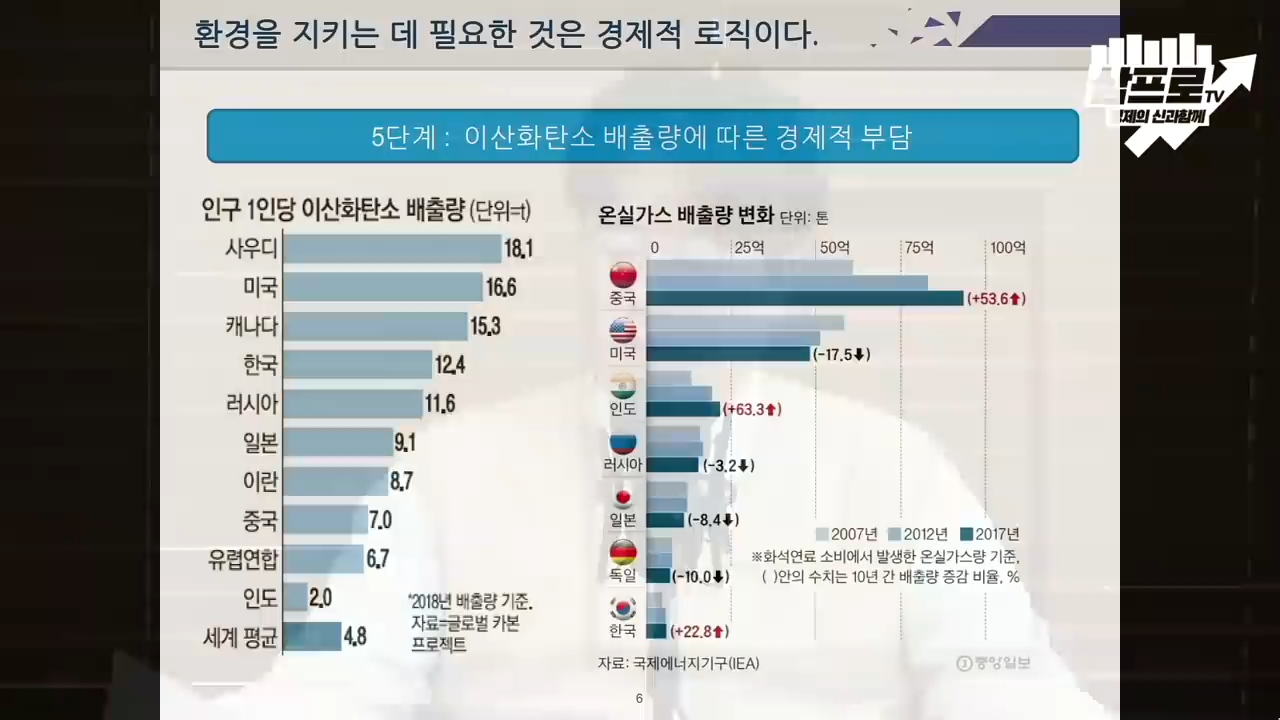 환경을 지키는 데 필요한 것은 경제적 로직이다.
삼프로TV
경제의 신과함께
5단계 : 이산화탄소 배출량에 따른 경제적 부담
인구 1인당 이산화탄소 배출량 (단위=t)
사우디 18.1
미국 16.6
캐나다 15.3
한국 12.4
러시아 11.6
일본 9.1
이란 8.7
중국 7.0
유럽연합 6.7
인도 2.0
세계 평균 4.8
*2018년 배출량 기준.
자료=글로벌 카본
프로젝트
온실가스 배출량 변화 단위: 톤
0 25억 50억 75억 100억
중국 (+53.6⬆)
미국 (-17.5⬇)
인도 (+63.3⬆)
러시아 (-3.2⬇)
일본 (-8.4⬇)
독일 (-10.0⬇)
한국 (+22.8⬆)
2007년 2012년 2017년
※화석연료 소비에서 발생한 온실가스량 기준,
( )안의 수치는 10년 간 배출량 증감 비율, %
자료: 국제에너지기구(IEA)
중앙일보
6